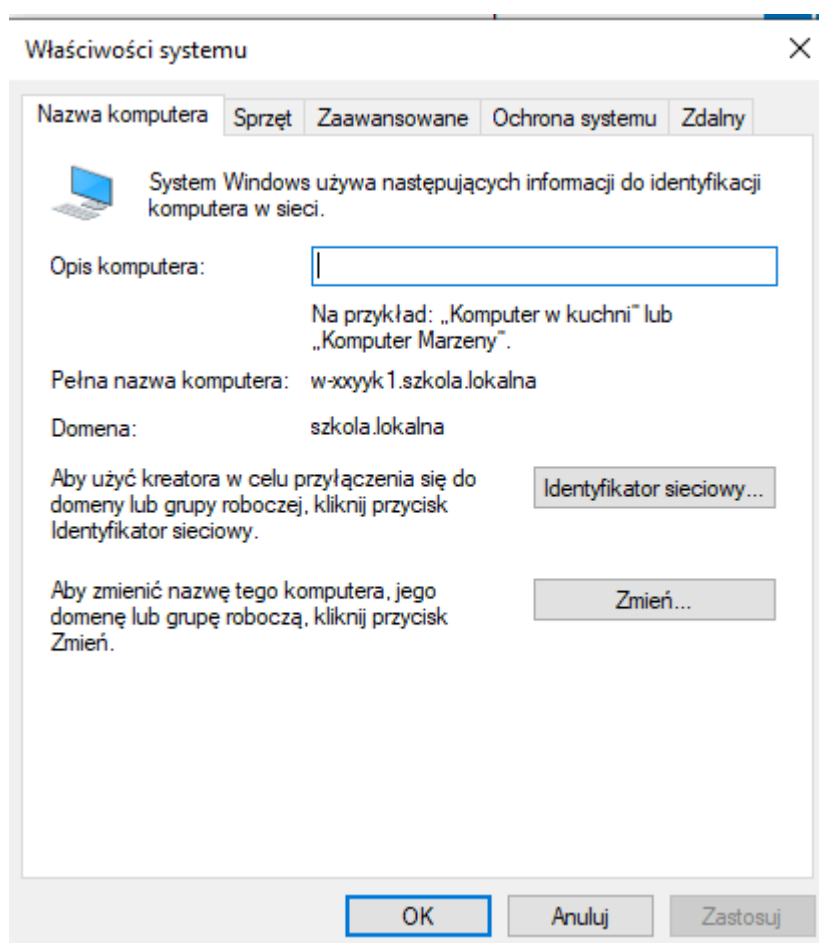 Właściwości systemu
Nazwa komputera Sprzęt Zaawansowane Ochrona systemu Zdalny
System Windows używa następujących informacji do identyfikacji
komputera w sieci.
Opis komputera:
Na przykład: „Komputer w kuchni” lub
„Komputer Marzeny”.
Pełna nazwa komputera: w-xxyyk1.szkola.lokalna
Domena: szkola.lokalna
Aby użyć kreatora w celu przyłączenia się do
domeny lub grupy roboczej, kliknij przycisk
Identyfikator sieciowy.
Identyfikator sieciowy...
Aby zmienić nazwę tego komputera, jego
domenę lub grupę roboczą, kliknij przycisk
Zmień.
Zmień...
OK Anuluj Zastosuj